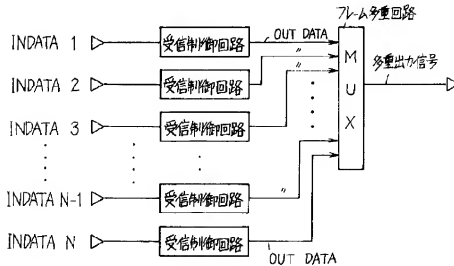 フレーム多重回路
INDATA 1
受信制御回路
OUT DATA
INDATA 2
受信制御回路
〃
INDATA 3
受信制御回路
〃
MUX
多重出力信号
INDATA N-1
受信制御回路
〃
INDATA N
受信制御回路
OUT DATA